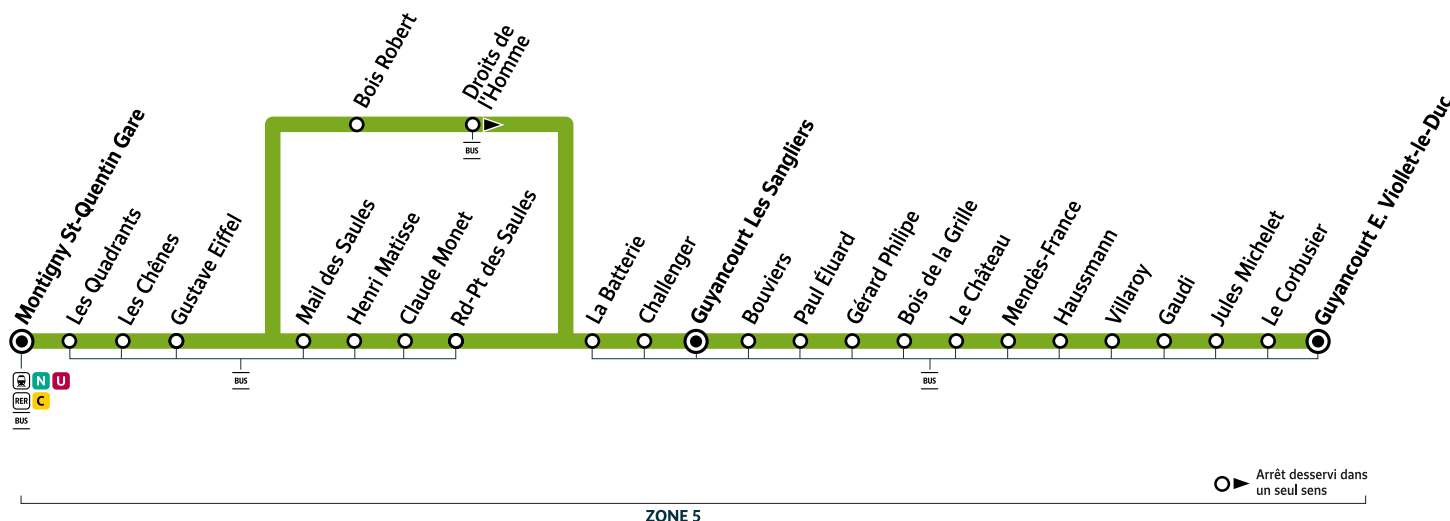 Bois Robert
Droits de
l'Homme
BUS
Montigny St-Quentin Gare
Les Quadrants
Les Chênes
Gustave Eiffel
Mail des Saules
Henri Matisse
Claude Monet
Rd-Pt des Saules
La Batterie
Challenger
Guyancourt Les Sangliers
Bouviers
Paul Éluard
Gérard Philipe
Bois de la Grille
Le Château
Mendès-France
Haussmann
Villaroy
Gaudi
Jules Michelet
Le Corbusier
Guyancourt E. Viollet-le-Duc
N U
RER C
BUS
BUS
BUS
Arrêt desservi dans
un seul sens
ZONE 5